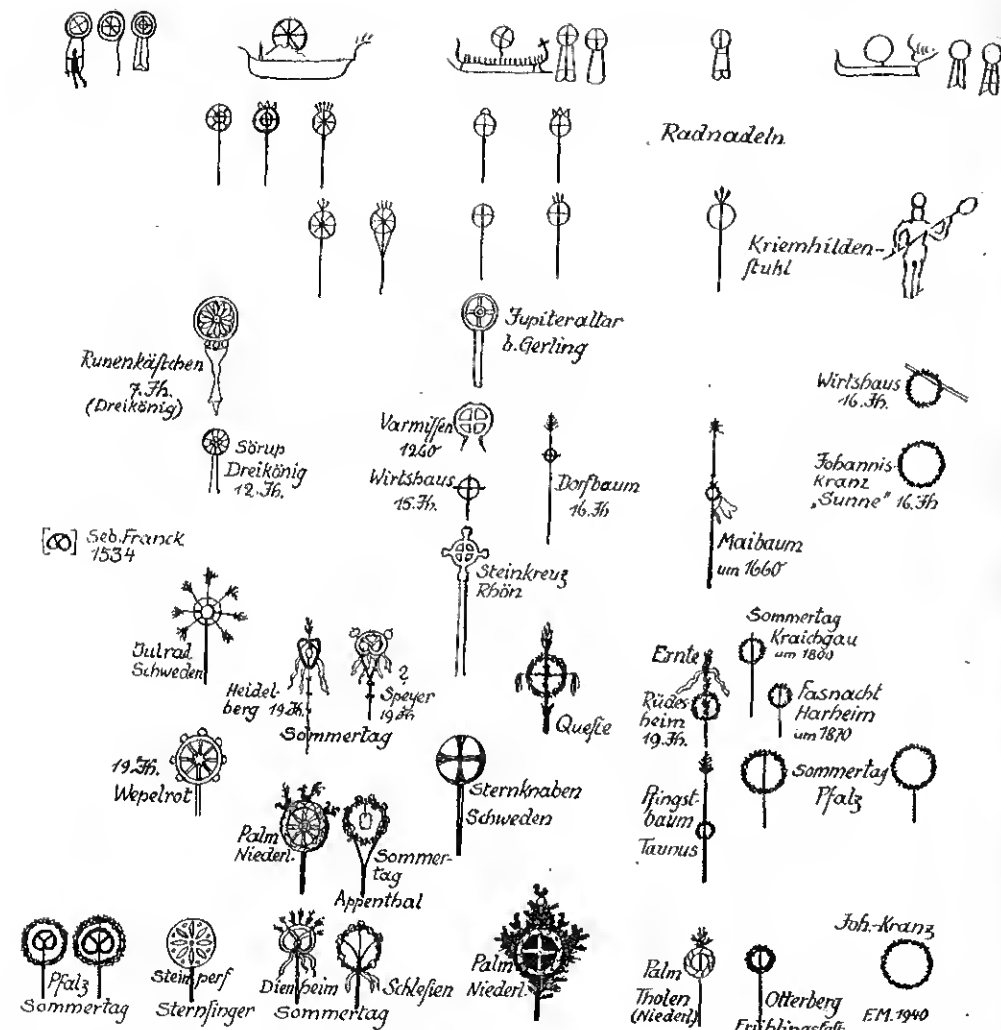 Radnadeln
Kriemhilden-
stuhl
Runenkäſtchen
7. Jh.
(Dreikönig)
Jupiteraltar
b. Gerling
Wirtshaus
16. Jh.
Sörup
Dreikönig
12. Jh.
Varmiſſen
1260
Wirtshaus
15. Jh.
Dorfbaum
16. Jh
Johannis-
kranz
„Sunne" 16. Jh
[ ] Seb. Franck
1534
Steinkreuz
Rhön
Maibaum
um 1660
Julrad
Schweden
Heidel-
berg 19. Jh.
?
Speyer
19. Jh
Sommertag
Queſte
Ernte
Rüdes-
heim
19. Jh.
Sommertag
Kraichgau
um 1800
Fasnacht
Harheim
um 1870
19. Jh.
Wepelrot
Sternknaben
Schweden
Pfingst-
baum
Taunus
Sommertag
Pfalz
Palm
Niederl.
Sommer-
tag
Appenthal
Pfalz
Sommertag
Steinperf
Sternſinger
Dienheim
Schleſien
Sommertag
Palm
Niederl.
Palm
Tholen
(Niederl)
Otterberg
Frühlingsfeſt
Joh.-Kranz
F.M. 1940